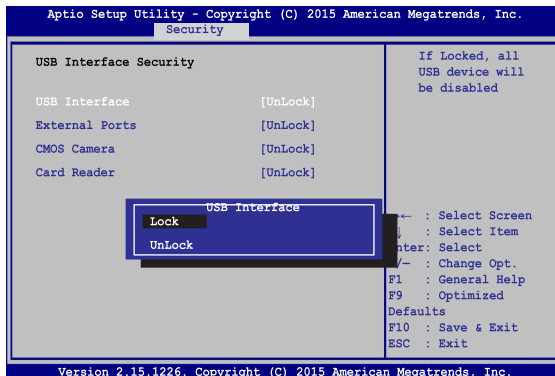 Aptio Setup Utility - Copyright (C) 2015 American Megatrends, Inc.
Security
USB Interface Security
USB Interface [UnLock]
External Ports [UnLock]
CMOS Camera [UnLock]
Card Reader [UnLock]
USB Interface
Lock
UnLock
If Locked, all
USB device will
be disabled
← : Select Screen
↓ : Select Item
nter: Select
/— : Change Opt.
F1 : General Help
F9 : Optimized
Defaults
F10 : Save & Exit
ESC : Exit
Version 2.15.1226. Copyright (C) 2015 American Megatrends, Inc.